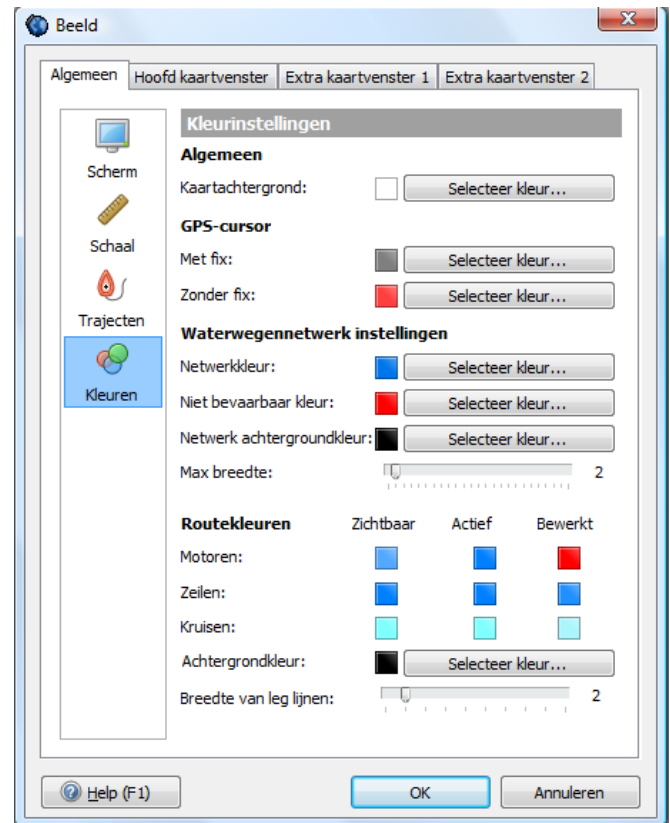 Beeld
Algemeen Hoofd kaartvenster Extra kaartvenster 1 Extra kaartvenster 2
Scherm
Schaal
Trajecten
Kleuren
Kleurinstellingen
Algemeen
Kaartachtergrond: Selecteer kleur...
GPS-cursor
Met fix: Selecteer kleur...
Zonder fix: Selecteer kleur...
Waterwegennetwerk instellingen
Netwerkkleur: Selecteer kleur...
Niet bevaarbaar kleur: Selecteer kleur...
Netwerk achtergroundkleur: Selecteer kleur...
Max breedte: 2
Routekleuren Zichtbaar Actief Bewerkt
Motoren:
Zeilen:
Kruisen:
Achtergrondkleur: Selecteer kleur...
Breedte van leg lijnen: 2
Help (F1) OK Annuleren